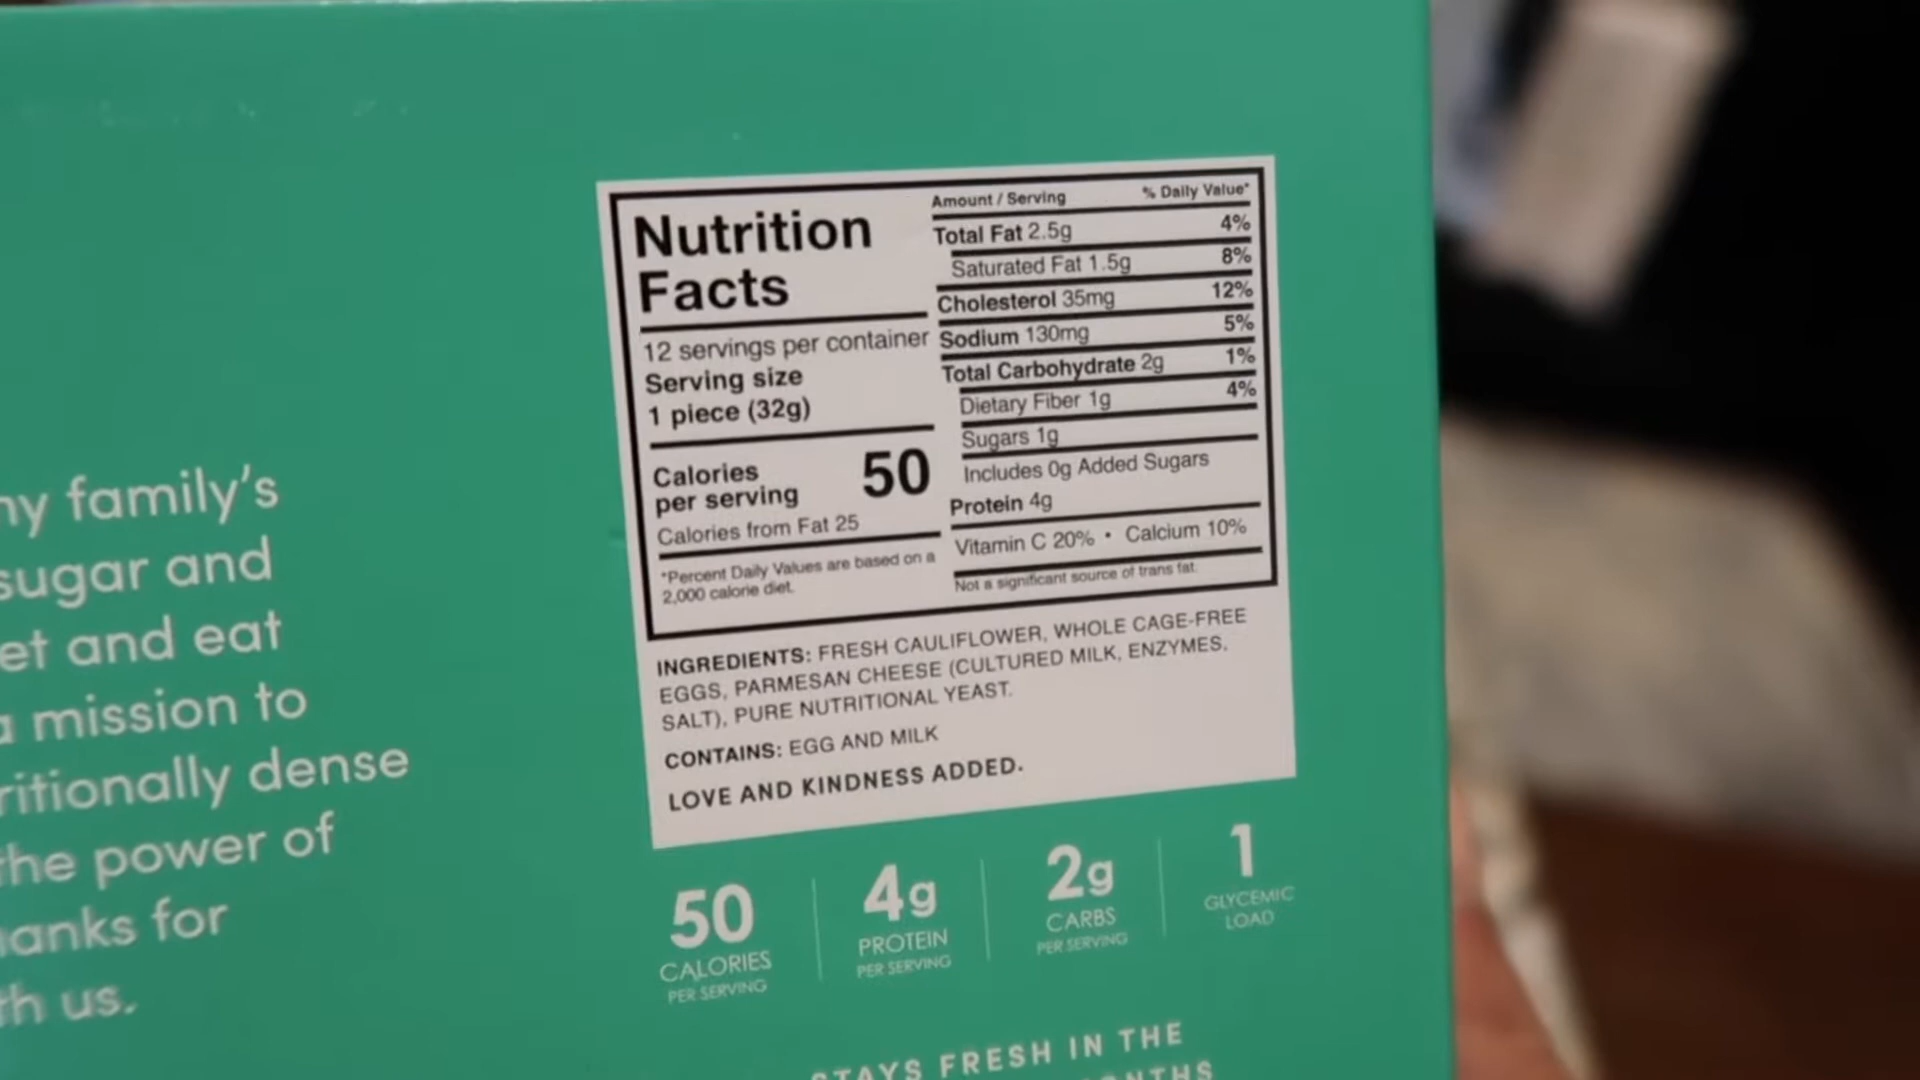 family's
sugar and
and eat
mission to
dense
power of
for
us.
Nutrition
Facts
12 servings per container
Serving size
1 piece (32g)
Calories
per serving 50
Calories from Fat 25
*Percent Daily Values are based on a
2,000 calorie diet.
Amount / Serving % Daily Value*
Total Fat 2.5g 4%
Saturated Fat 1.5g 8%
Cholesterol 35mg 12%
Sodium 130mg 5%
Total Carbohydrate 2g 1%
Dietary Fiber 1g 4%
Sugars 1g
Includes 0g Added Sugars
Protein 4g
Vitamin C 20% • Calcium 10%
Not a significant source of trans fat.
INGREDIENTS: FRESH CAULIFLOWER, WHOLE CAGE-FREE
EGGS, PARMESAN CHEESE (CULTURED MILK, ENZYMES,
SALT), PURE NUTRITIONAL YEAST.
CONTAINS: EGG AND MILK
LOVE AND KINDNESS ADDED.
50 CALORIES PER SERVING
4g PROTEIN PER SERVING
2g CARBS PER SERVING
1 GLYCEMIC LOAD
STAYS FRESH IN THE